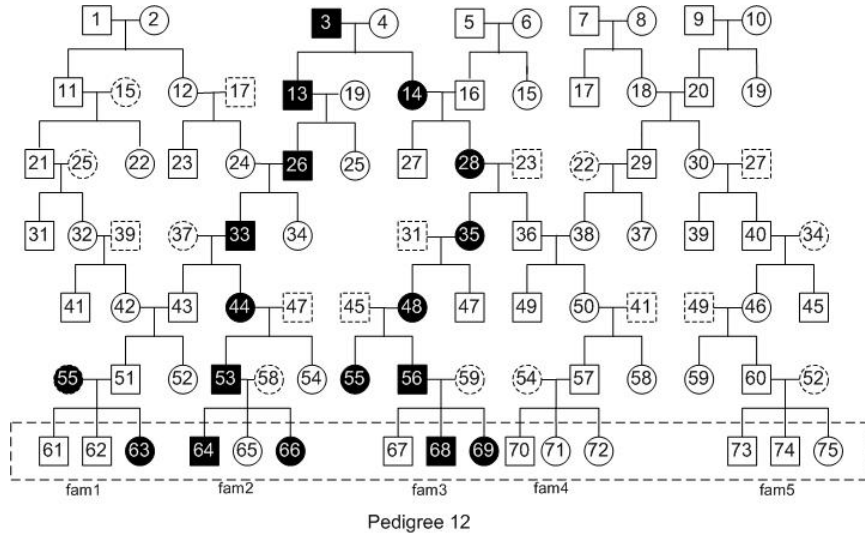 1 2 3 4 5 6 7 8 9 10
11 15 12 17 13 19 14 16 15 17 18 20 19
21 25 22 23 24 26 25 27 28 23 22 29 30 27
31 32 39 37 33 34 31 35 36 38 37 39 40 34
41 42 43 44 47 45 48 47 49 50 41 49 46 45
55 51 52 53 58 54 55 56 59 54 57 58 59 60 52
61 62 63 64 65 66 67 68 69 70 71 72 73 74 75
fam1 fam2 fam3 fam4 fam5
Pedigree 12